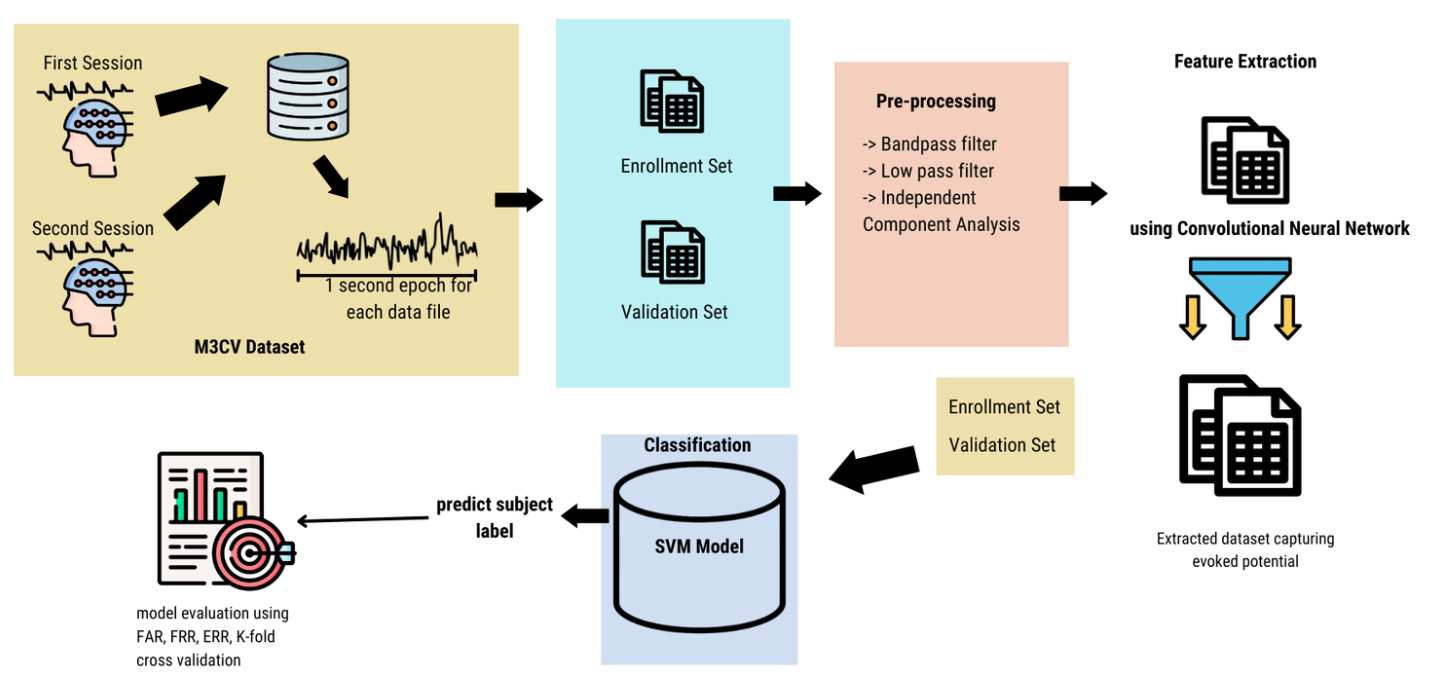 First Session
Second Session
1 second epoch for
each data file
M3CV Dataset
Enrollment Set
Validation Set
Pre-processing
-> Bandpass filter
-> Low pass filter
-> Independent
Component Analysis
Feature Extraction
using Convolutional Neural Network
Extracted dataset capturing
evoked potential
Enrollment Set
Validation Set
Classification
SVM Model
predict subject
label
model evaluation using
FAR, FRR, ERR, K-fold
cross validation